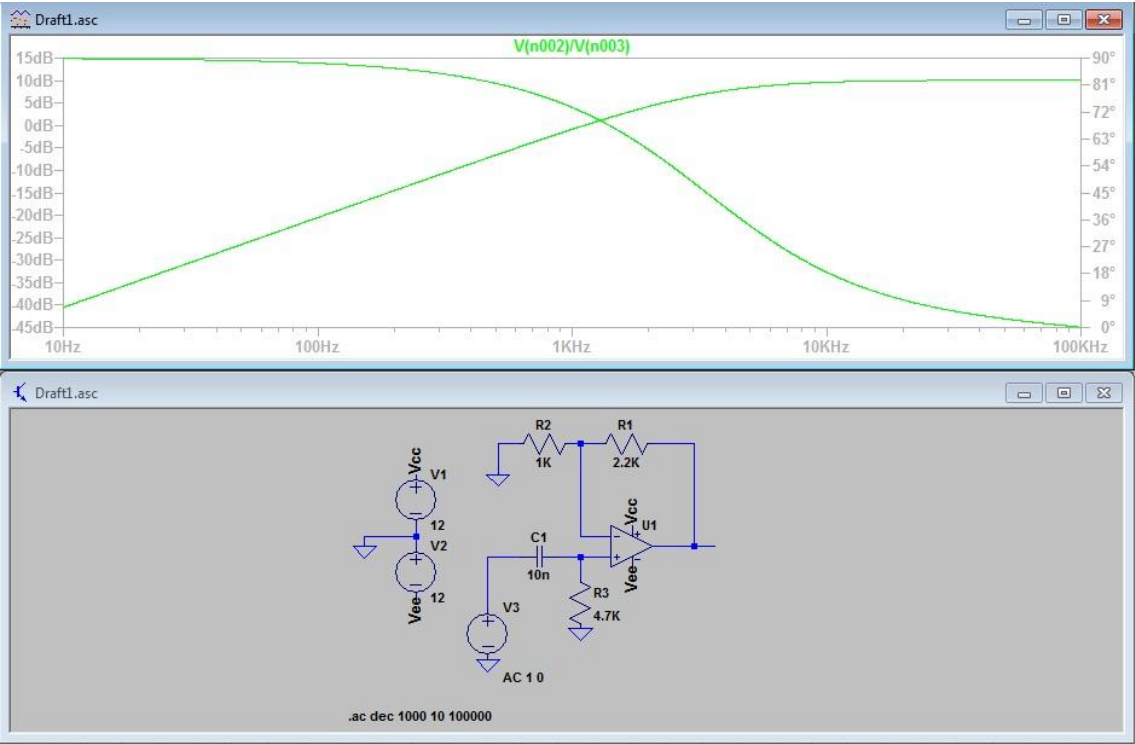 Draft1.asc
V(n002)/V(n003)
15dB
10dB
5dB
0dB
-5dB
-10dB
-15dB
-20dB
-25dB
-30dB
-35dB
-40dB
-45dB
90°
81°
72°
63°
54°
45°
36°
27°
18°
9°
0°
10Hz
100Hz
1KHz
10KHz
100KHz
Draft1.asc
R2
1K
R1
2.2K
Vcc
V1
12
V2
12
Vee
Vcc
U1
Vee
C1
10n
R3
4.7K
V3
AC 1 0
.ac dec 1000 10 100000